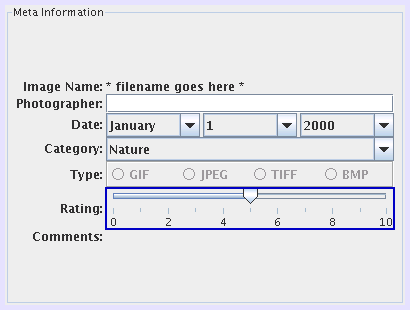 Meta Information
Image Name: * filename goes here *
Photographer:
Date: January 1 2000
Category: Nature
Type: GIF JPEG TIFF BMP
Rating:
0 2 4 6 8 10
Comments: